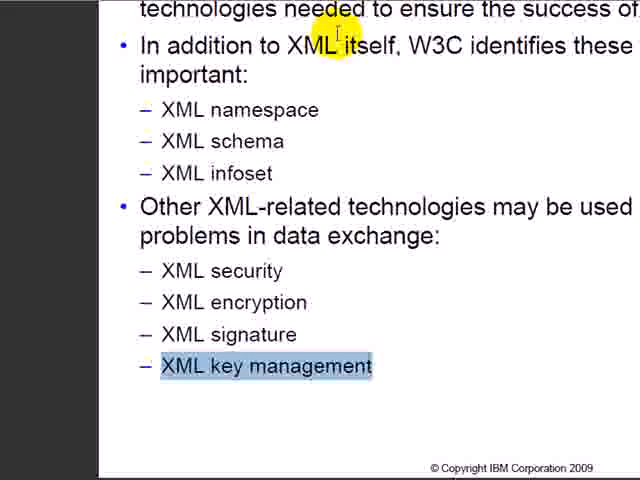 technologies needed to ensure the success of
• In addition to XML itself, W3C identifies these
important:
– XML namespace
– XML schema
– XML infoset
• Other XML-related technologies may be used
problems in data exchange:
– XML security
– XML encryption
– XML signature
– XML key management
© Copyright IBM Corporation 2009